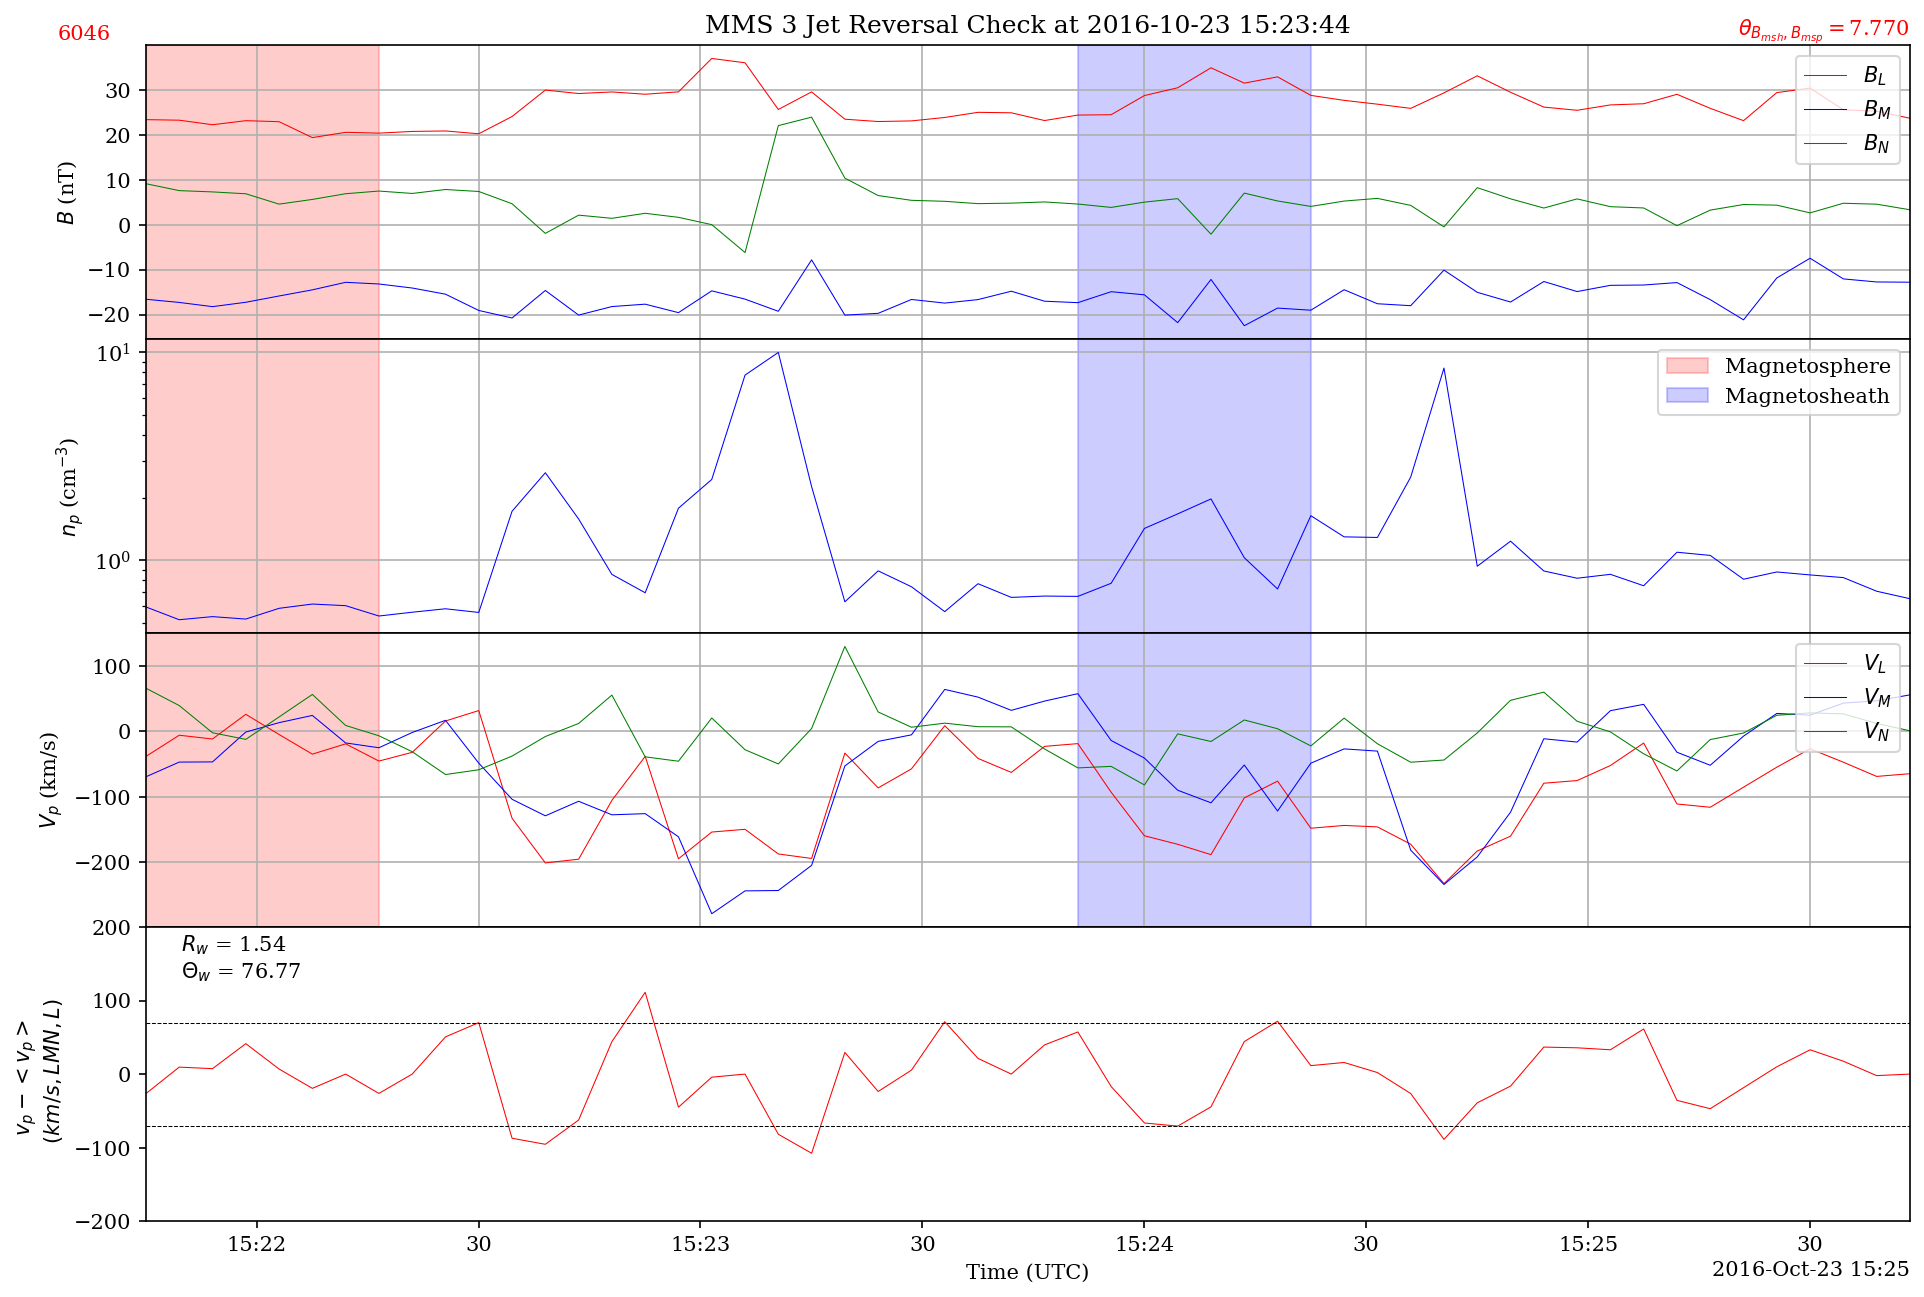 MMS 3 Jet Reversal Check at 2016-10-23 15:23:44
6046
θ_{B_{msh}, B_{msp}} = 7.770
B (nT)
30
20
10
0
−10
−20
B_L
B_M
B_N
n_p (cm^{−3})
10^1
10^0
Magnetosphere
Magnetosheath
V_p (km/s)
100
0
−100
−200
V_L
V_M
V_N
v_p − < v_p >
(km/s, LMN, L)
200
100
0
−100
−200
R_w = 1.54
Θ_w = 76.77
15:22
30
15:23
30
15:24
30
15:25
30
Time (UTC)
2016-Oct-23 15:25